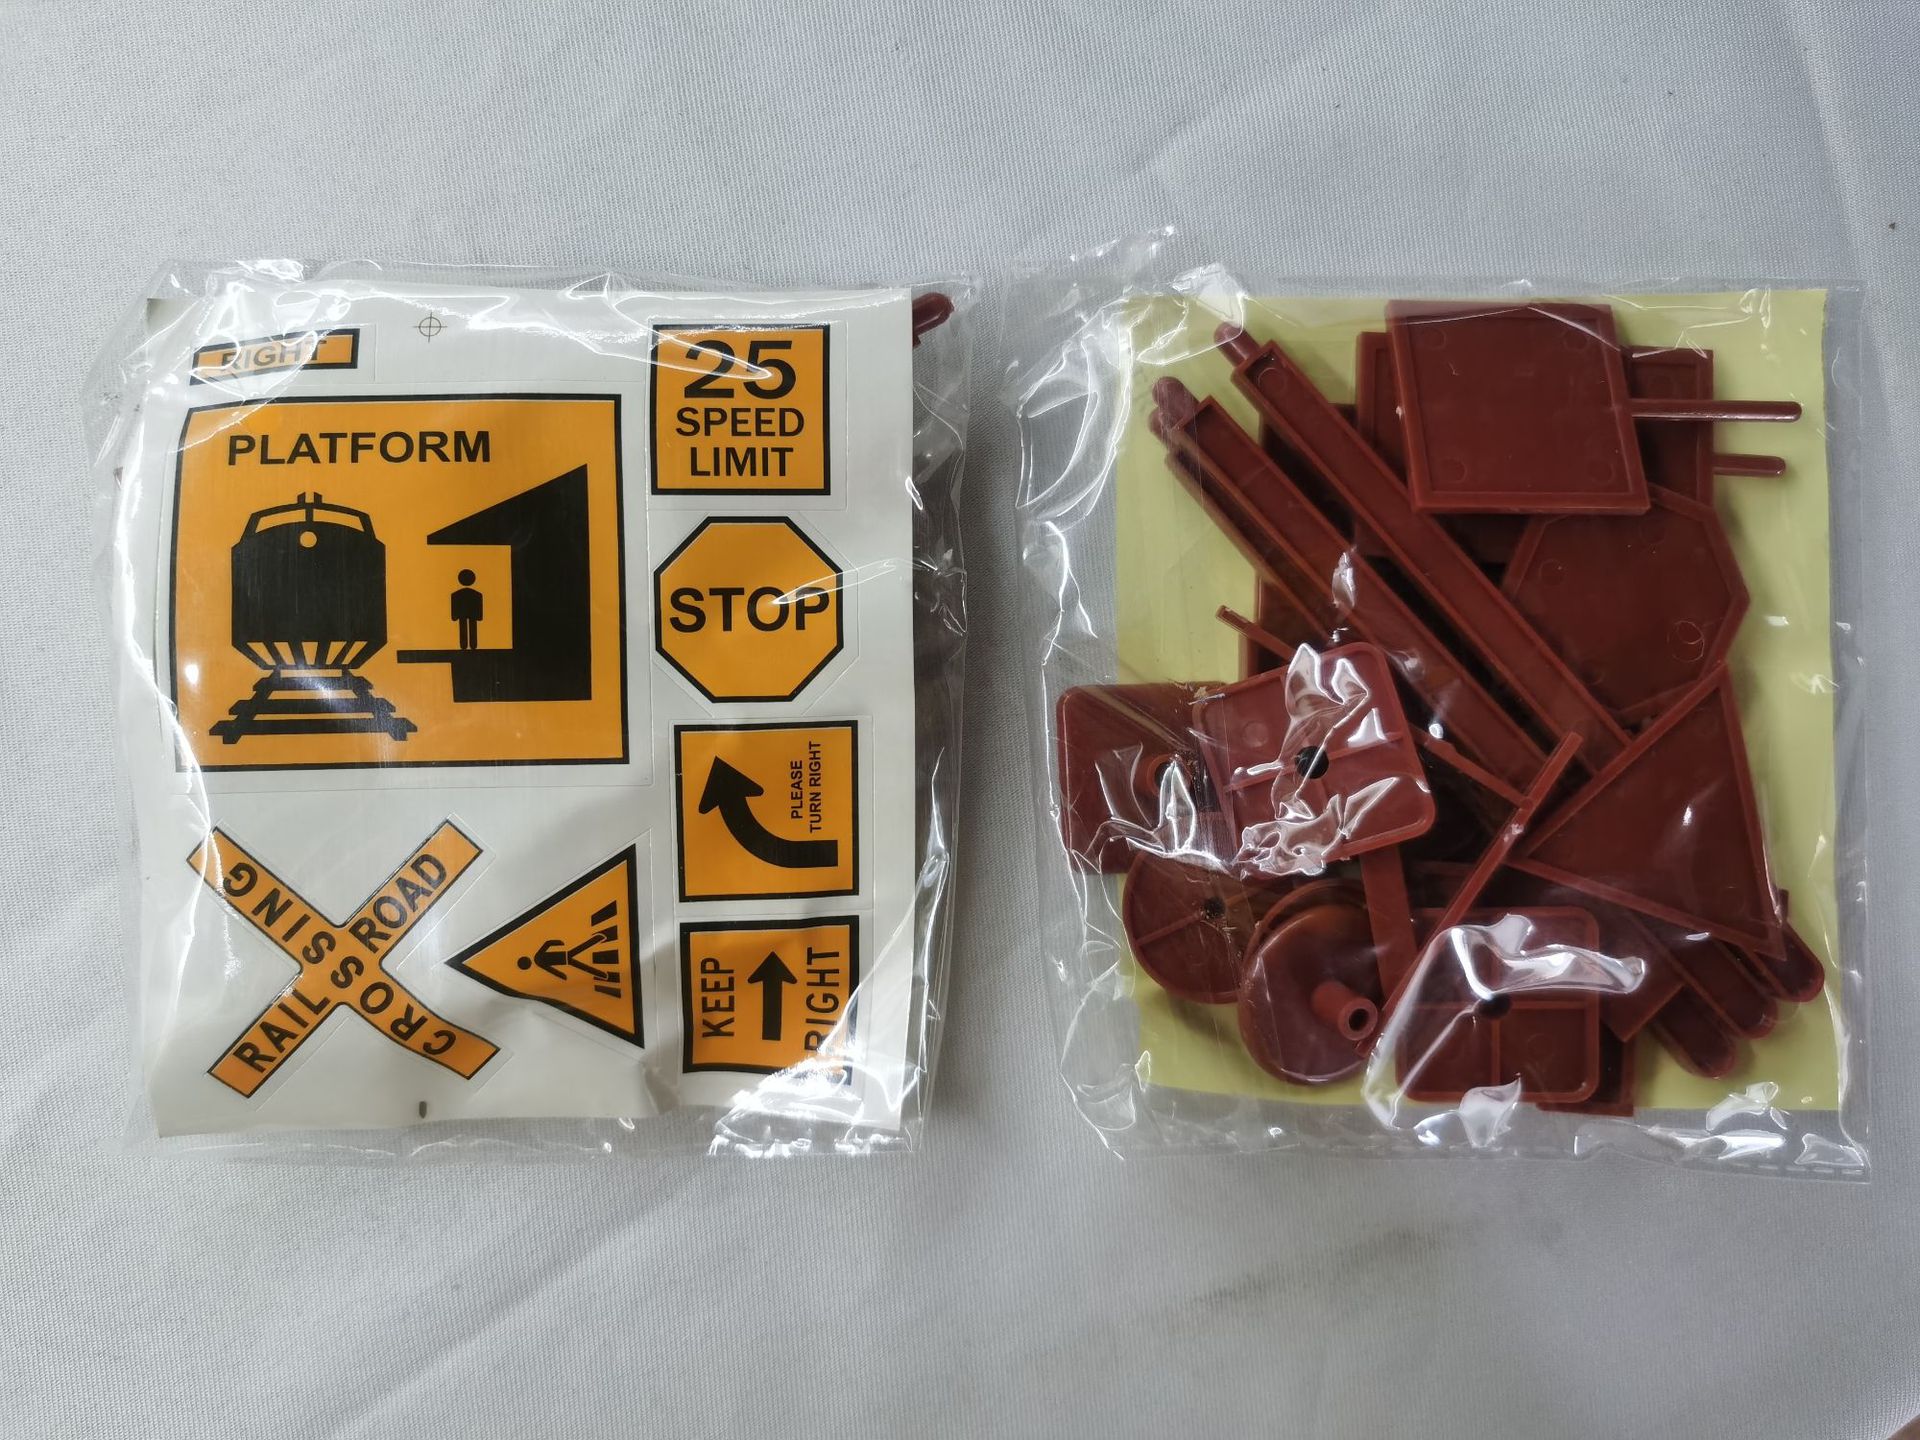 RIGHT
PLATFORM
25
SPEED
LIMIT
STOP
PLEASE
TURN RIGHT
RAILROAD
CROSSING
KEEP
RIGHT